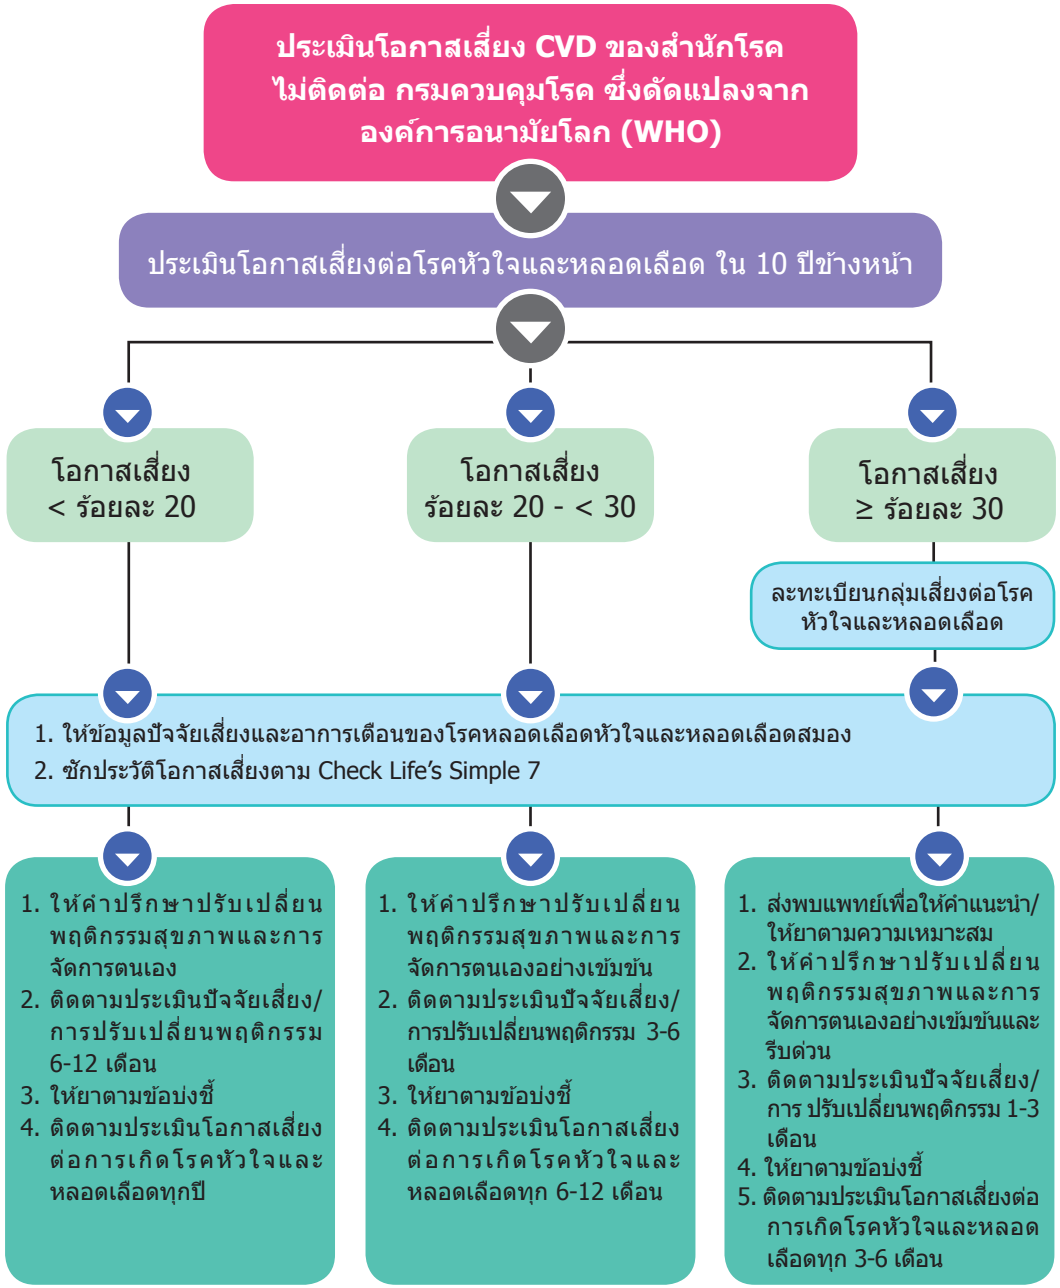 ประเมินโอกาสเสี่ยง CVD ของสำนักโรค
ไม่ติดต่อ กรมควบคุมโรค ซึ่งดัดแปลงจาก
องค์การอนามัยโลก (WHO)
ประเมินโอกาสเสี่ยงต่อโรคหัวใจและหลอดเลือด ใน 10 ปีข้างหน้า
โอกาสเสี่ยง
< ร้อยละ 20
โอกาสเสี่ยง
ร้อยละ 20 - < 30
โอกาสเสี่ยง
≥ ร้อยละ 30
ละทะเบียนกลุ่มเสี่ยงต่อโรค
หัวใจและหลอดเลือด
1. ให้ข้อมูลปัจจัยเสี่ยงและอาการเตือนของโรคหลอดเลือดหัวใจและหลอดเลือดสมอง
2. ซักประวัติโอกาสเสี่ยงตาม Check Life’s Simple 7
1. ให้คำปรึกษาปรับเปลี่ยน
พฤติกรรมสุขภาพและการ
จัดการตนเอง
2. ติดตามประเมินปัจจัยเสี่ยง/
การปรับเปลี่ยนพฤติกรรม
6-12 เดือน
3. ให้ยาตามข้อบ่งชี้
4. ติดตามประเมินโอกาสเสี่ยง
ต่อการเกิดโรคหัวใจและ
หลอดเลือดทุกปี
1. ให้คำปรึกษาปรับเปลี่ยน
พฤติกรรมสุขภาพและการ
จัดการตนเองอย่างเข้มข้น
2. ติดตามประเมินปัจจัยเสี่ยง/
การปรับเปลี่ยนพฤติกรรม 3-6
เดือน
3. ให้ยาตามข้อบ่งชี้
4. ติดตามประเมินโอกาสเสี่ยง
ต่อการเกิดโรคหัวใจและ
หลอดเลือดทุก 6-12 เดือน
1. ส่งพบแพทย์เพื่อให้คำแนะนำ/
ให้ยาตามความเหมาะสม
2. ให้คำปรึกษาปรับเปลี่ยน
พฤติกรรมสุขภาพและการ
จัดการตนเองอย่างเข้มข้นและ
รีบด่วน
3. ติดตามประเมินปัจจัยเสี่ยง/
การ ปรับเปลี่ยนพฤติกรรม 1-3
เดือน
4. ให้ยาตามข้อบ่งชี้
5. ติดตามประเมินโอกาสเสี่ยงต่อ
การเกิดโรคหัวใจและหลอด
เลือดทุก 3-6 เดือน